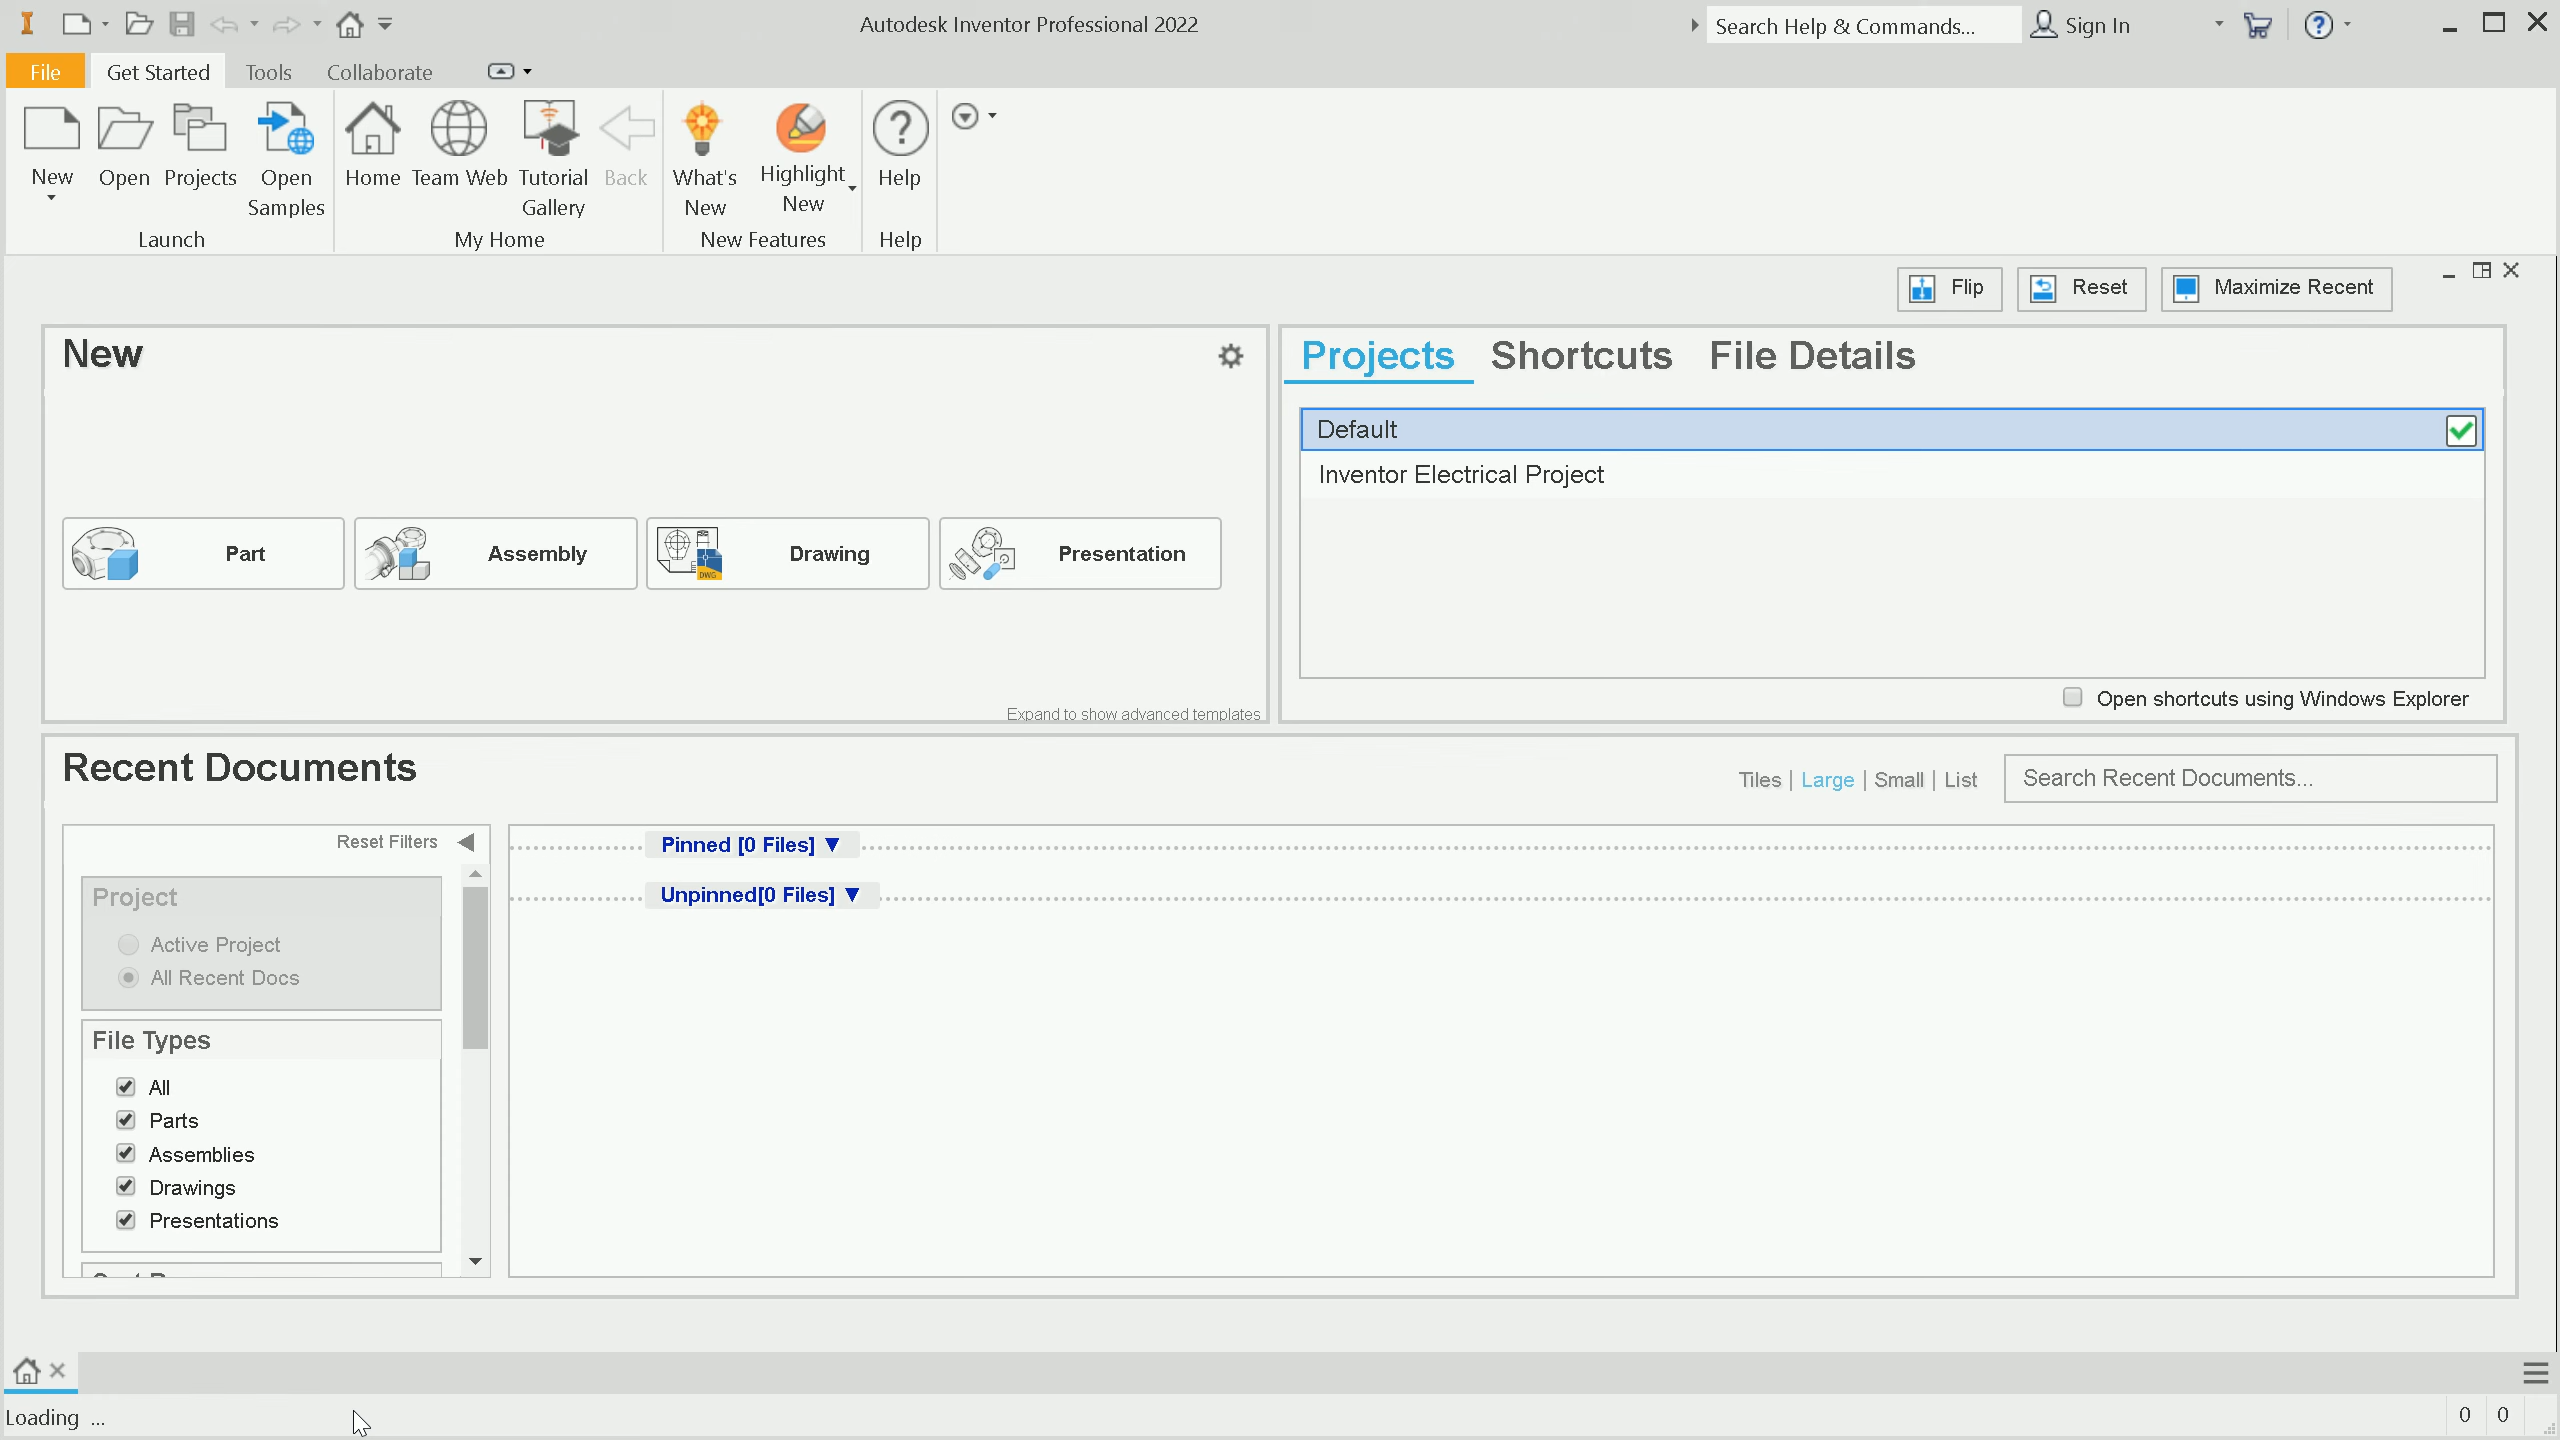 Autodesk Inventor Professional 2022
Search Help & Commands...
Sign In
File
Get Started
Tools
Collaborate
New
Open
Projects
Open Samples
Home
Team Web
Tutorial Gallery
Back
What's New
Highlight New
Help
Launch
My Home
New Features
Help
Flip
Reset
Maximize Recent
New
Part
Assembly
DWG
Drawing
Presentation
Expand to show advanced templates
Projects
Shortcuts
File Details
Default
Inventor Electrical Project
Open shortcuts using Windows Explorer
Recent Documents
Tiles | Large | Small | List
Search Recent Documents...
Reset Filters
Project
Active Project
All Recent Docs
File Types
All
Parts
Assemblies
Drawings
Presentations
Pinned [0 Files]
Unpinned[0 Files]
Loading ...
0
0